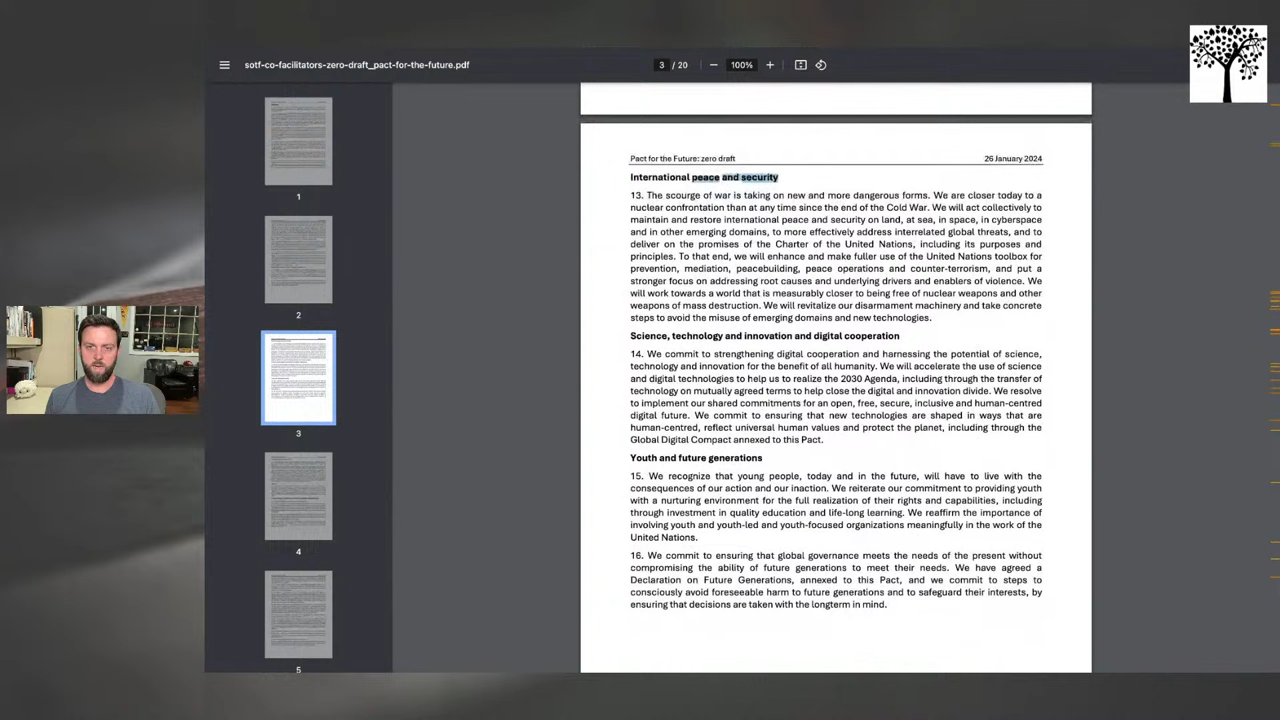 sotf-co-facilitators-zero-draft_pact-for-the-future.pdf
3 / 20
100%
1
2
3
4
5
Pact for the Future: zero draft 26 January 2024
International peace and security
13. The scourge of war is taking on new and more dangerous forms. We are closer today to a
nuclear confrontation than at any time since the end of the Cold War. We will act collectively to
maintain and restore international peace and security on land, at sea, in space, in cyberspace
and in other emerging domains, to more effectively address interrelated global threats, and to
deliver on the promises of the Charter of the United Nations, including its purposes and
principles. To that end, we will enhance and make fuller use of the United Nations toolbox for
prevention, mediation, peacebuilding, peace operations and counter-terrorism, and put a
stronger focus on addressing root causes and underlying drivers and enablers of violence. We
will work towards a world that is measurably closer to being free of nuclear weapons and other
weapons of mass destruction. We will revitalize our disarmament machinery and take concrete
steps to avoid the misuse of emerging domains and new technologies.
Science, technology and innovation and digital cooperation
14. We commit to strengthening digital cooperation and harnessing the potential of science,
technology and innovation for the benefit of all humanity. We will accelerate the use of science
and digital technologies to help us to realize the 2030 Agenda, including through the transfer of
technology on mutually agreed terms to help close the digital and innovation divide. We resolve
to implement our shared commitments for an open, free, secure, inclusive and human-centred
digital future. We commit to ensuring that new technologies are shaped in ways that are
human-centred, reflect universal human values and protect the planet, including through the
Global Digital Compact annexed to this Pact.
Youth and future generations
15. We recognize that young people, today and in the future, will have to live with the
consequences of our action and our inaction. We reiterate our commitment to providing youth
with a nurturing environment for the full realization of their rights and capabilities, including
through investment in quality education and life-long learning. We reaffirm the importance of
involving youth and youth-led and youth-focused organizations meaningfully in the work of the
United Nations.
16. We commit to ensuring that global governance meets the needs of the present without
compromising the ability of future generations to meet their needs. We have agreed a
Declaration on Future Generations, annexed to this Pact, and we commit to steps to
consciously avoid foreseeable harm to future generations and to safeguard their interests, by
ensuring that decisions are taken with the longterm in mind.